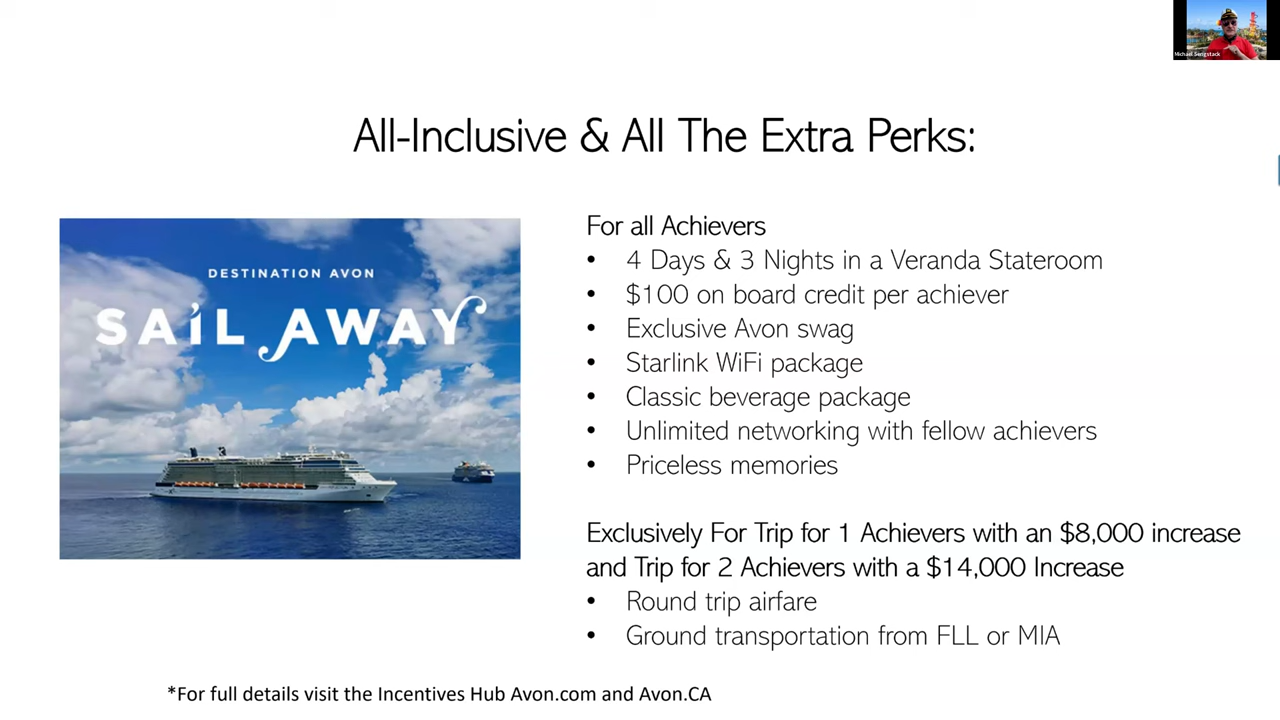 Michael Sengstack
All-Inclusive & All The Extra Perks:
DESTINATION AVON
SAiL AWAY
For all Achievers
• 4 Days & 3 Nights in a Veranda Stateroom
• $100 on board credit per achiever
• Exclusive Avon swag
• Starlink WiFi package
• Classic beverage package
• Unlimited networking with fellow achievers
• Priceless memories
Exclusively For Trip for 1 Achievers with an $8,000 increase
and Trip for 2 Achievers with a $14,000 Increase
• Round trip airfare
• Ground transportation from FLL or MIA
*For full details visit the Incentives Hub Avon.com and Avon.CA